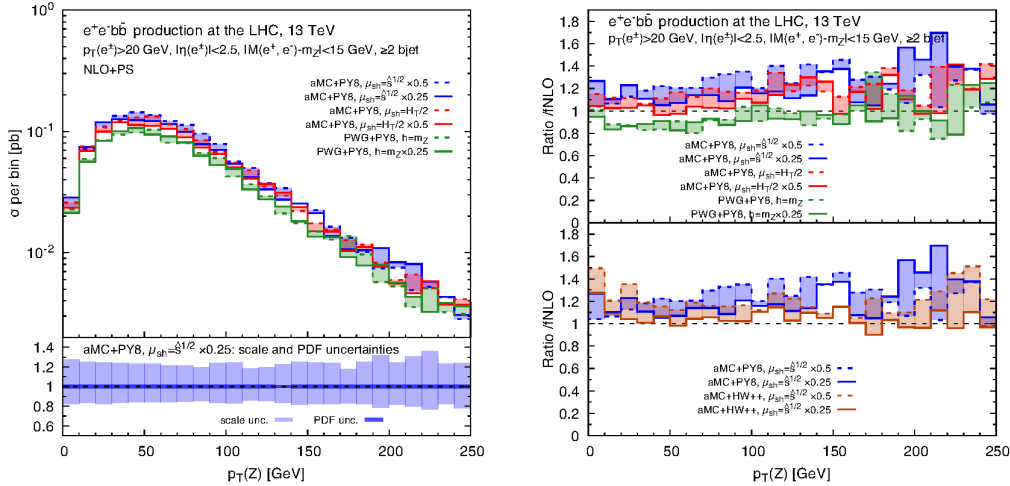 e⁺e⁻bb̄ production at the LHC, 13 TeV
p_T(e^±)>20 GeV, |η(e^±)|<2.5, |M(e⁺, e⁻)-m_Z|<15 GeV, ≥2 bjet
NLO+PS
aMC+PY8, μ_sh=ŝ^1/2 ×0.5
aMC+PY8, μ_sh=ŝ^1/2 ×0.25
aMC+PY8, μ_sh=H_T/2
aMC+PY8, μ_sh=H_T/2 ×0.5
PWG+PY8, h=m_Z
PWG+PY8, h=m_Z×0.25
σ per bin [pb]
10⁰
10⁻¹
10⁻²
aMC+PY8, μ_sh=ŝ^1/2 ×0.25: scale and PDF uncertainties
1.4
1.2
1
0.8
0.6
scale unc. PDF unc.
0 50 100 150 200 250
p_T(Z) [GeV]
e⁺e⁻bb̄ production at the LHC, 13 TeV
p_T(e^±)>20 GeV, |η(e^±)|<2.5, |M(e⁺, e⁻)-m_Z|<15 GeV, ≥2 bjet
Ratio /fNLO
1.8
1.6
1.4
1.2
1
0.8
0.6
0.4
0.2
0
aMC+PY8, μ_sh=ŝ^1/2 ×0.5
aMC+PY8, μ_sh=ŝ^1/2 ×0.25
aMC+PY8, μ_sh=H_T/2
aMC+PY8, μ_sh=H_T/2 ×0.5
PWG+PY8, h=m_Z
PWG+PY8, h=m_Z×0.25
Ratio /fNLO
1.8
1.6
1.4
1.2
1
0.8
0.6
0.4
0.2
0
aMC+PY8, μ_sh=ŝ^1/2 ×0.5
aMC+PY8, μ_sh=ŝ^1/2 ×0.25
aMC+HW++, μ_sh=ŝ^1/2 ×0.5
aMC+HW++, μ_sh=ŝ^1/2 ×0.25
0 50 100 150 200 250
p_T(Z) [GeV]